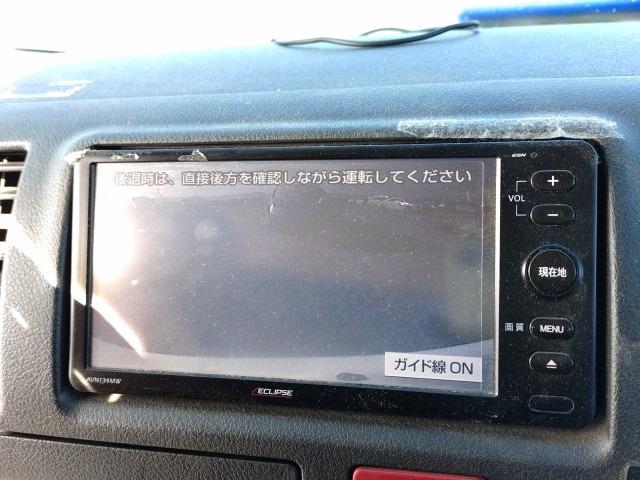 ESN
後退時は、直接後方を確認しながら運転してください
+
VOL
−
現在地
画質 MENU
ガイド線 ON
AVN134MW
ECLIPSE